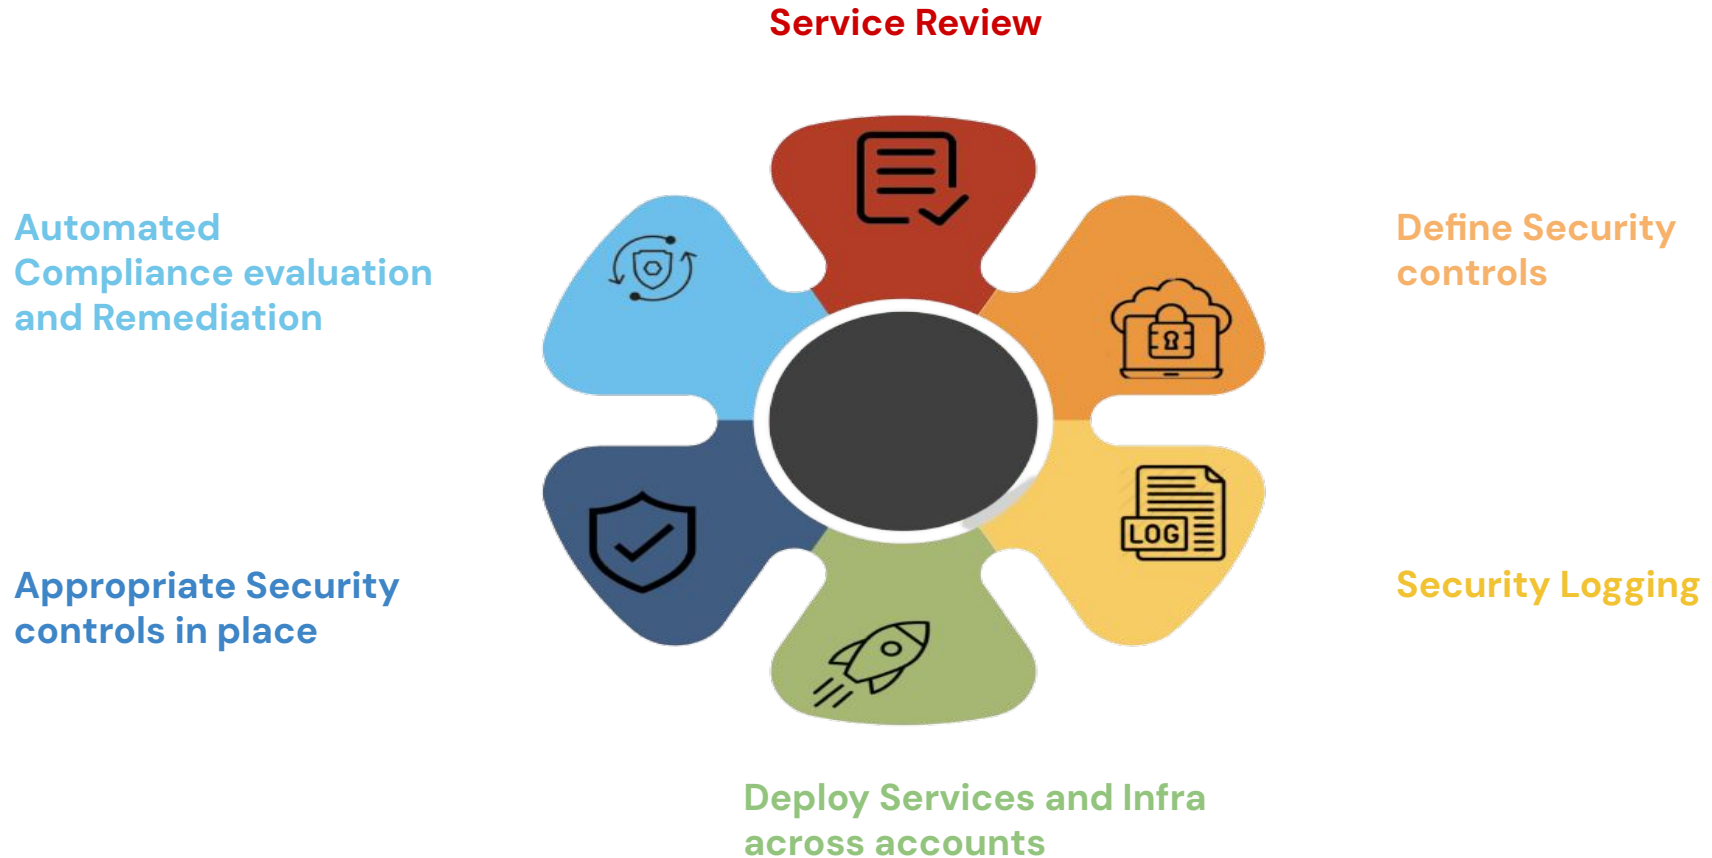 Service Review
Define Security
controls
LOG
Security Logging
Deploy Services and Infra
across accounts
Appropriate Security
controls in place
Automated
Compliance evaluation
and Remediation